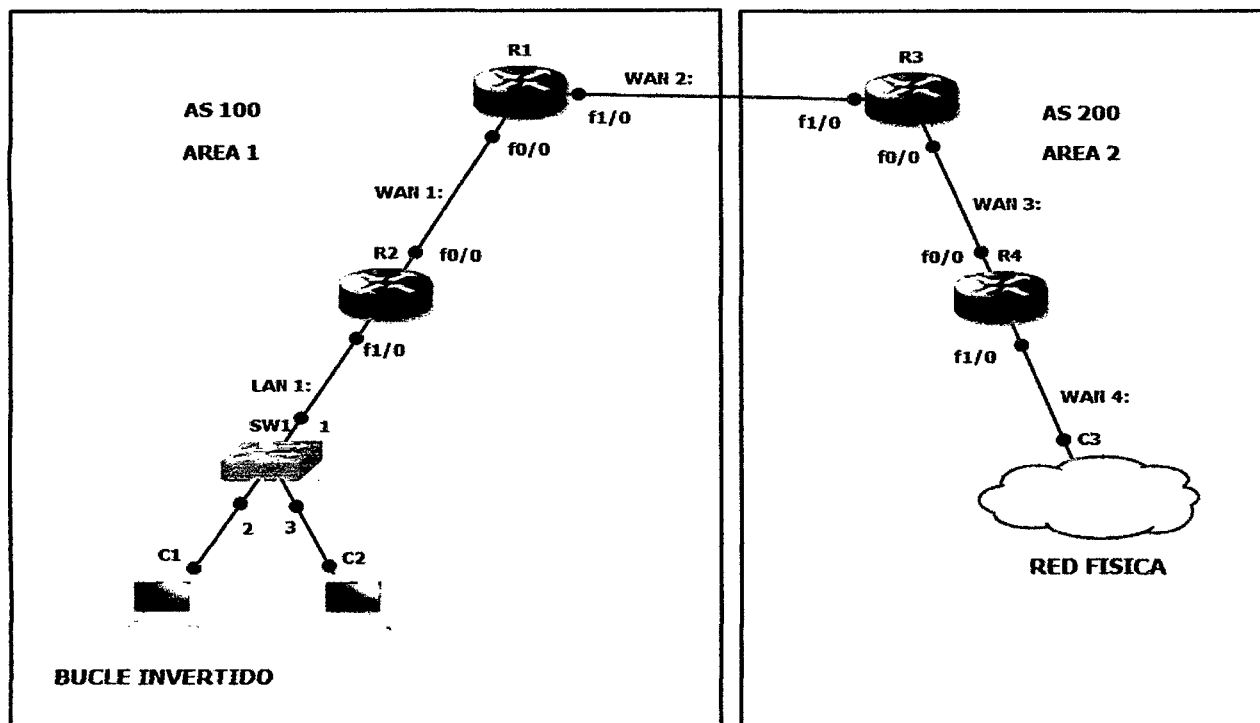 R1
WAN 2:
R3
AS 100
AREA 1
f1/0
f0/0
f1/0
f0/0
AS 200
AREA 2
WAN 1:
R2
f0/0
WAN 3:
f0/0
R4
f1/0
LAN 1:
SW1
1
f1/0
WAN 4:
C3
2
3
C1
C2
RED FISICA
BUCLE INVERTIDO